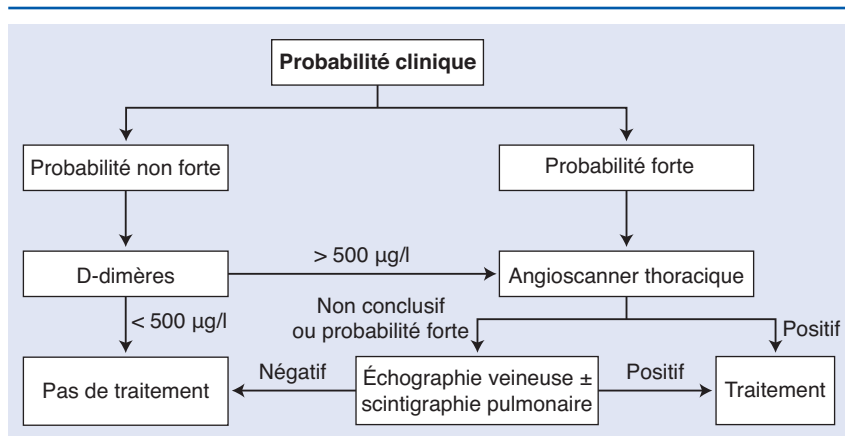 Probabilité clinique
Probabilité non forte
Probabilité forte
D-dimères
> 500 µg/l
Angioscanner thoracique
< 500 µg/l
Non conclusif
ou probabilité forte
Positif
Pas de traitement
Négatif
Échographie veineuse ±
scintigraphie pulmonaire
Positif
Traitement